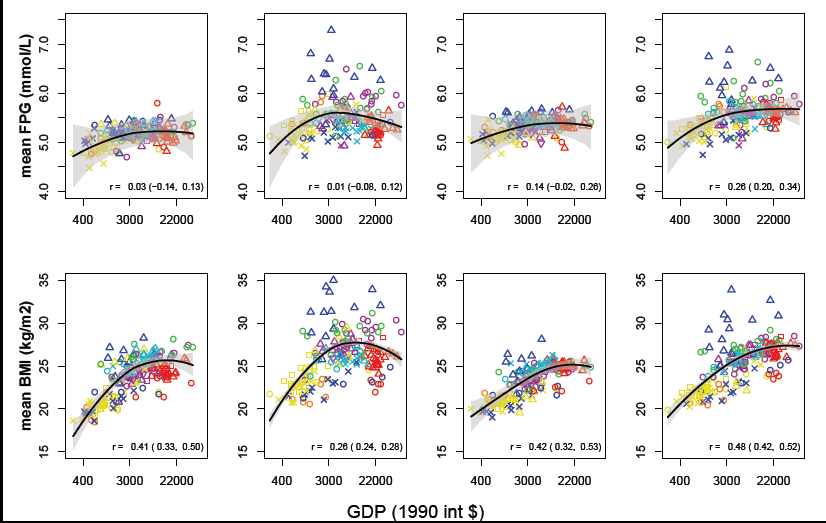 mean FPG (mmol/L)
7.0
6.0
5.0
4.0
r = 0.03 (−0.14, 0.13)
400 3000 22000
7.0
6.0
5.0
4.0
r = 0.01 (−0.08, 0.12)
400 3000 22000
7.0
6.0
5.0
4.0
r = 0.14 (−0.02, 0.26)
400 3000 22000
7.0
6.0
5.0
4.0
r = 0.26 (0.20, 0.34)
400 3000 22000
mean BMI (kg/m2)
35
30
25
20
15
r = 0.41 ( 0.33, 0.50)
400 3000 22000
35
30
25
20
15
r = 0.26 ( 0.24, 0.28)
400 3000 22000
35
30
25
20
15
r = 0.42 ( 0.32, 0.53)
400 3000 22000
35
30
25
20
15
r = 0.48 ( 0.42, 0.52)
400 3000 22000
GDP (1990 int $)